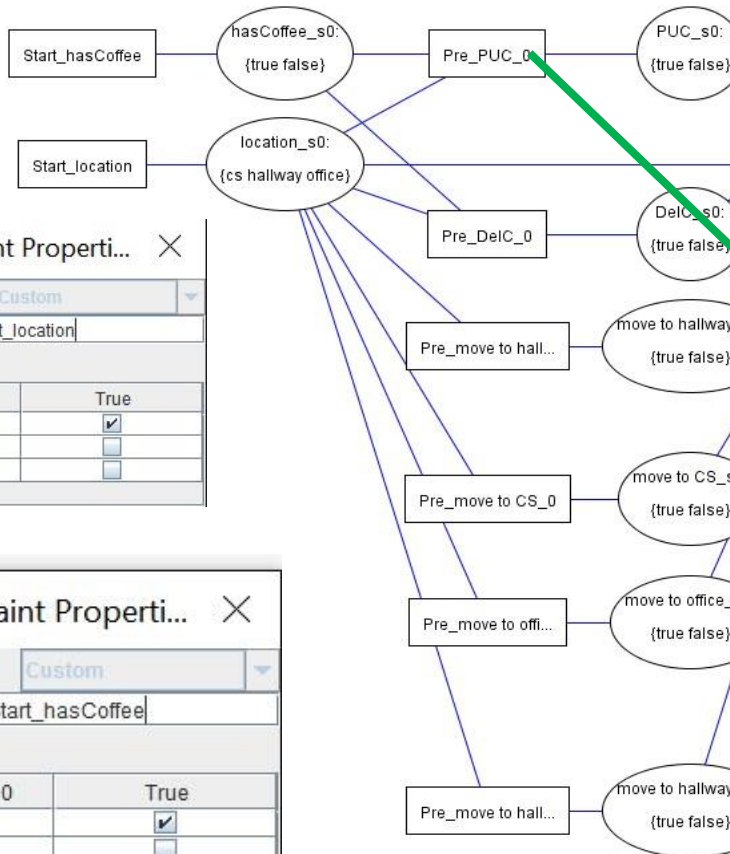 hasCoffee_s0:
{true false}
Start_hasCoffee
Pre_PUC_0
PUC_s0:
{true false}
location_s0:
{cs hallway office}
Start_location
Pre_DelC_0
DelC_s0:
{true false}
Pre_move to hall...
move to hallway
{true false}
Pre_move to CS_0
move to CS_s
{true false}
Pre_move to offi...
move to office_
{true false}
Pre_move to hall...
move to hallway
{true false}
nt Properti...
Custom
t_location
True
aint Properti...
Custom
tart_hasCoffee
0
True